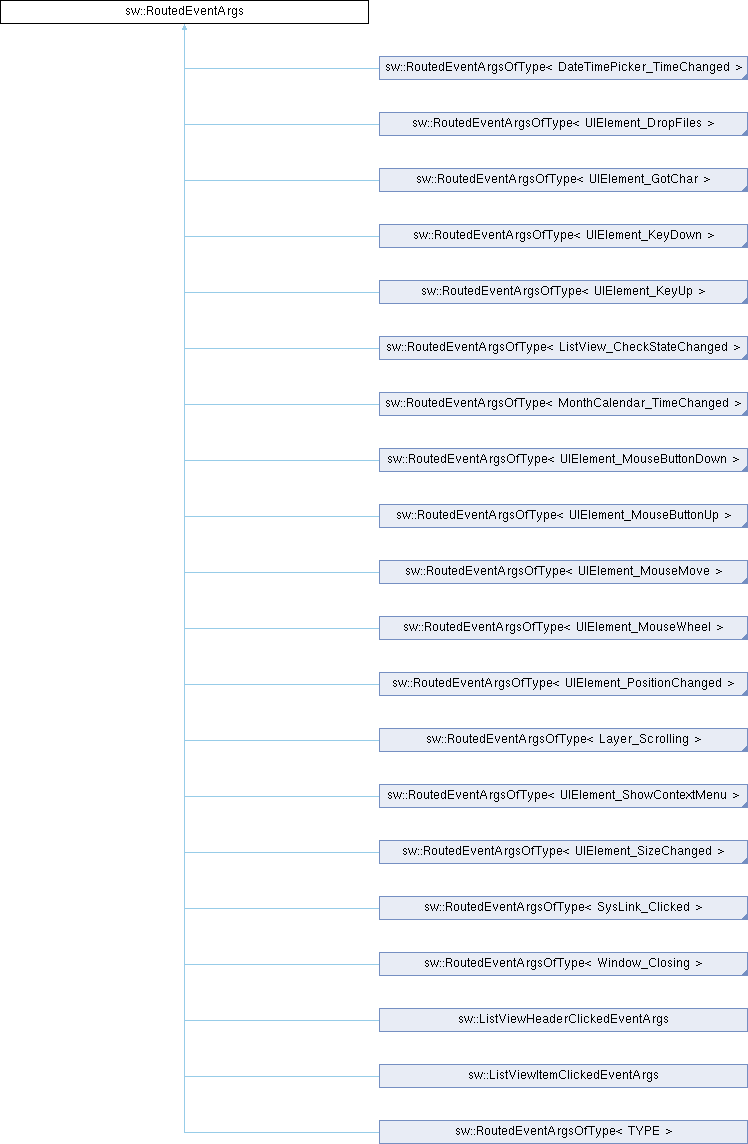 sw::RoutedEventArgs
sw::RoutedEventArgsOfType< DateTimePicker_TimeChanged >
sw::RoutedEventArgsOfType< UIElement_DropFiles >
sw::RoutedEventArgsOfType< UIElement_GotChar >
sw::RoutedEventArgsOfType< UIElement_KeyDown >
sw::RoutedEventArgsOfType< UIElement_KeyUp >
sw::RoutedEventArgsOfType< ListView_CheckStateChanged >
sw::RoutedEventArgsOfType< MonthCalendar_TimeChanged >
sw::RoutedEventArgsOfType< UIElement_MouseButtonDown >
sw::RoutedEventArgsOfType< UIElement_MouseButtonUp >
sw::RoutedEventArgsOfType< UIElement_MouseMove >
sw::RoutedEventArgsOfType< UIElement_MouseWheel >
sw::RoutedEventArgsOfType< UIElement_PositionChanged >
sw::RoutedEventArgsOfType< Layer_Scrolling >
sw::RoutedEventArgsOfType< UIElement_ShowContextMenu >
sw::RoutedEventArgsOfType< UIElement_SizeChanged >
sw::RoutedEventArgsOfType< SysLink_Clicked >
sw::RoutedEventArgsOfType< Window_Closing >
sw::ListViewHeaderClickedEventArgs
sw::ListViewItemClickedEventArgs
sw::RoutedEventArgsOfType< TYPE >